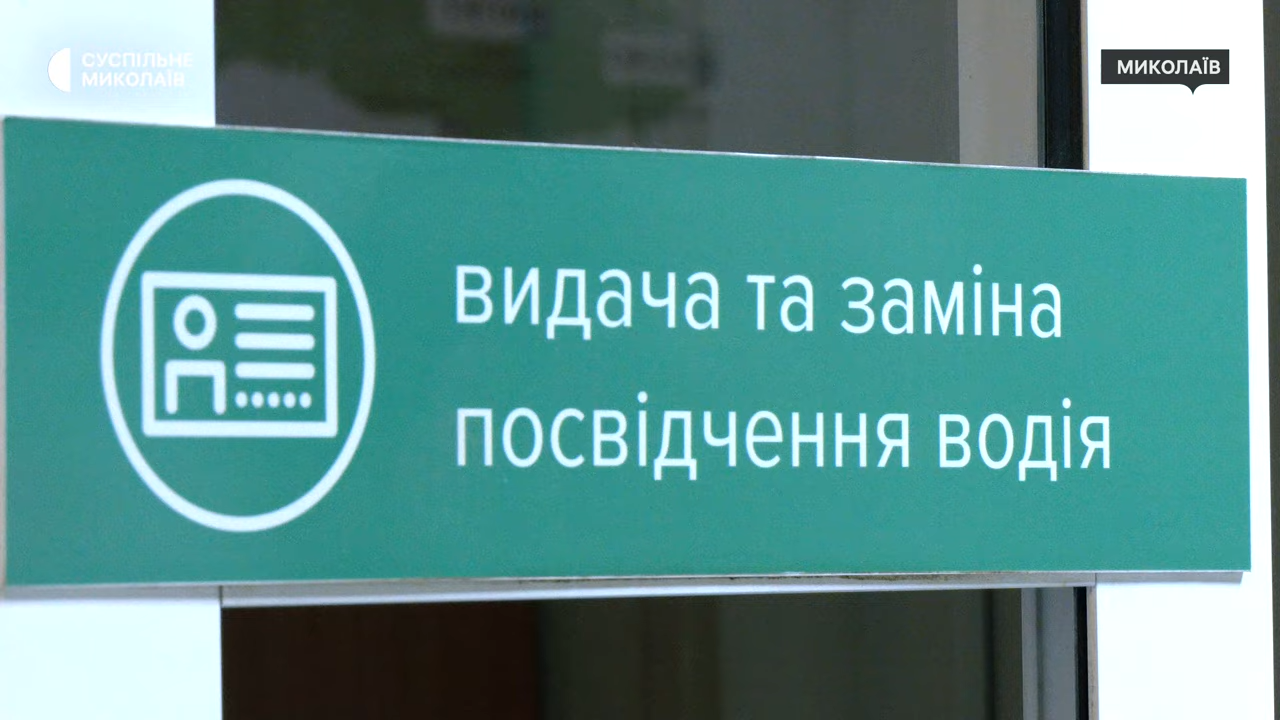 СУСПІЛЬНЕ
МИКОЛАЇВ
МИКОЛАЇВ
видача та заміна
посвідчення водія